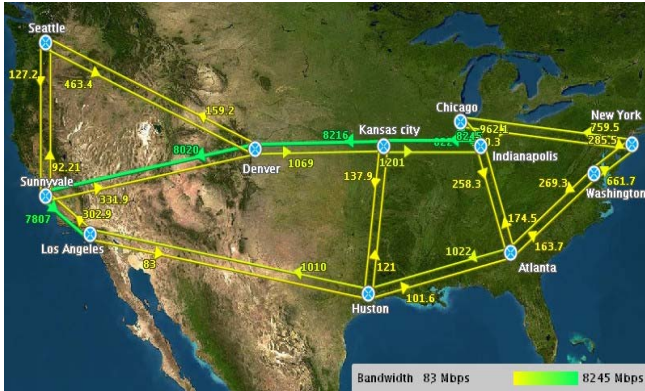 Seattle
127.2
463.4
159.2
92.21
Sunnyvale
331.9
7807
302.9
Los Angeles
83
8020
Denver
1069
8216
Kansas city
1201
137.9
121
1010
Huston
101.6
1022
Atlanta
163.7
174.5
258.3
Indianapolis
8245
Chicago
759.5
285.5
New York
661.7
Washington
269.3
Bandwidth 83 Mbps 8245 Mbps